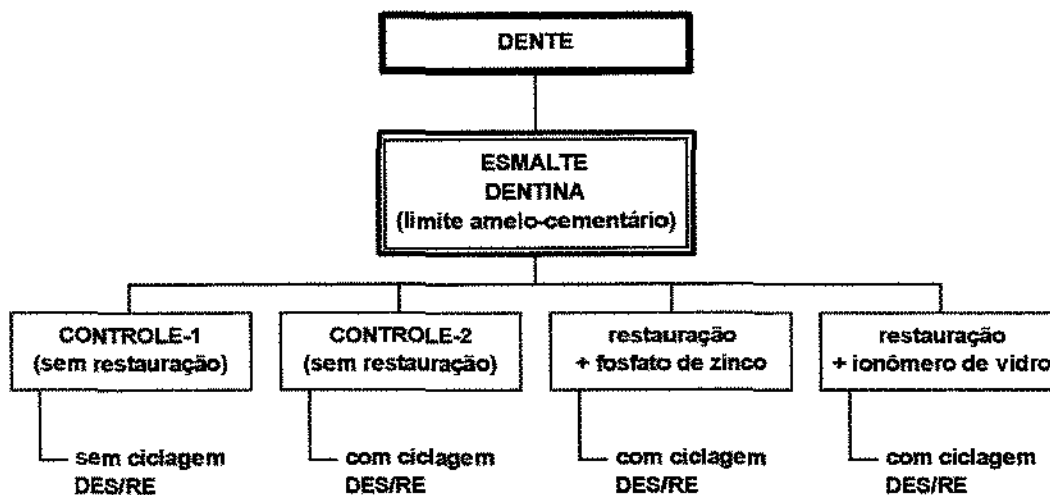 DENTE
ESMALTE
DENTINA
(limite amelo-cementário)
CONTROLE-1
(sem restauração)
CONTROLE-2
(sem restauração)
restauração
+ fosfato de zinco
restauração
+ ionômero de vidro
sem ciclagem
DES/RE
com ciclagem
DES/RE
com ciclagem
DES/RE
com ciclagem
DES/RE